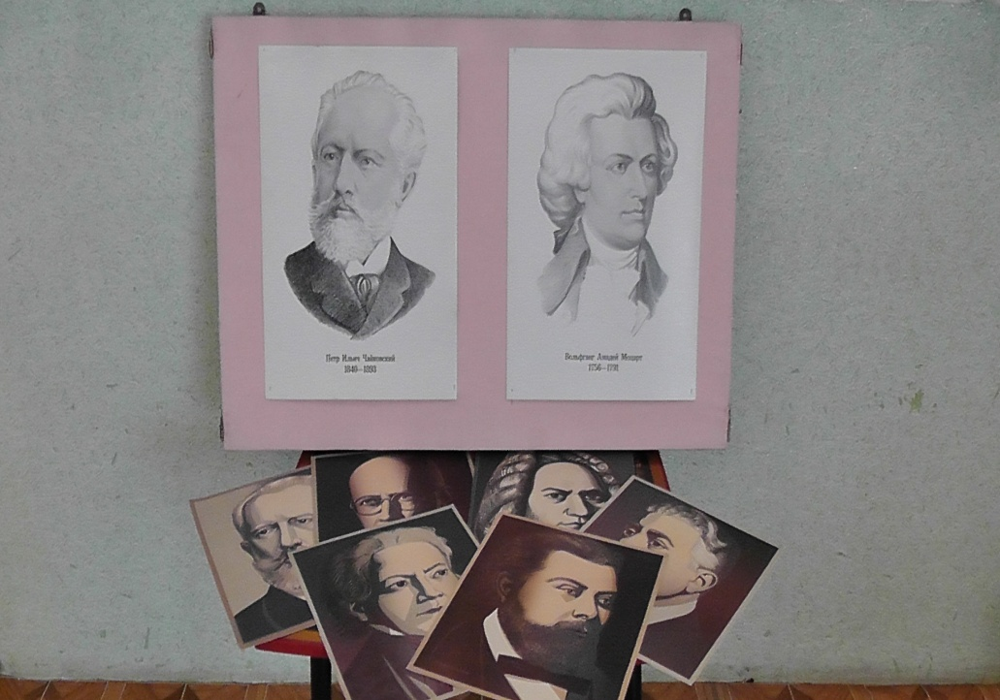 Петр Ильич Чайковский
1840—1893
Вольфганг Амадей Моцарт
1756—1791